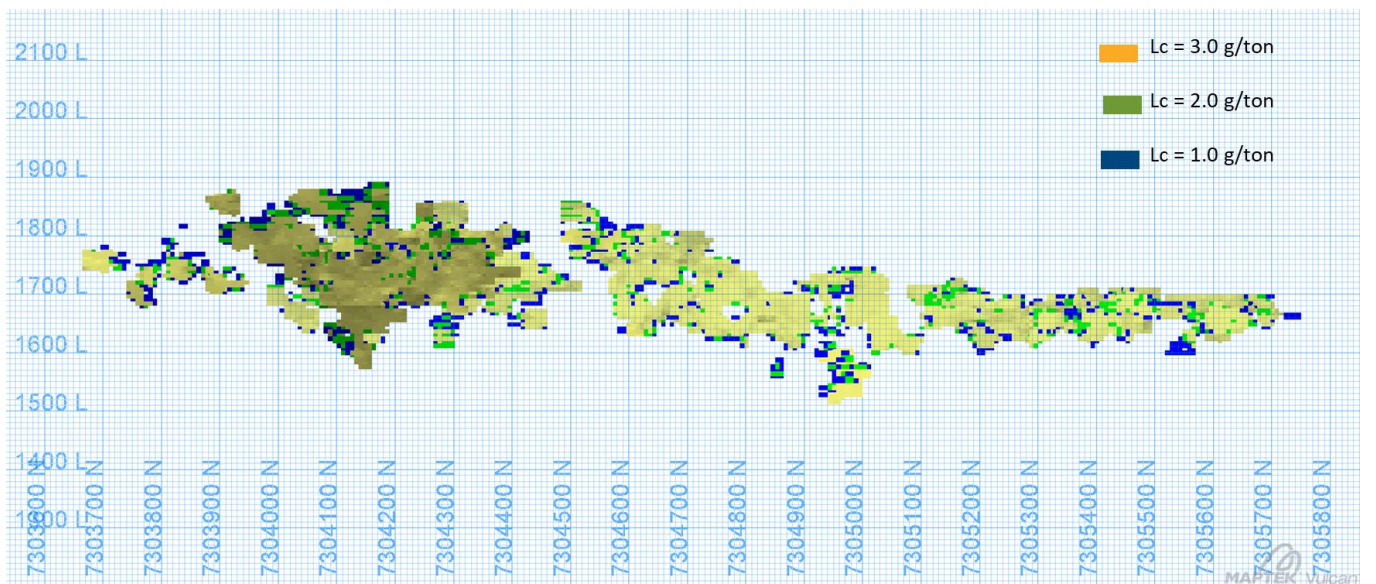 2100 L
Lc = 3.0 g/ton
Lc = 2.0 g/ton
2000 L
Lc = 1.0 g/ton
1900 L
1800 L
1700 L
1600 L
1500 L
1400 L
1300 L
7303600 N
7303700 N
7303800 N
7303900 N
7304000 N
7304100 N
7304200 N
7304300 N
7304400 N
7304500 N
7304600 N
7304700 N
7304800 N
7304900 N
7305000 N
7305100 N
7305200 N
7305300 N
7305400 N
7305500 N
7305600 N
7305700 N
7305800 N
MAPTEK Vulcan